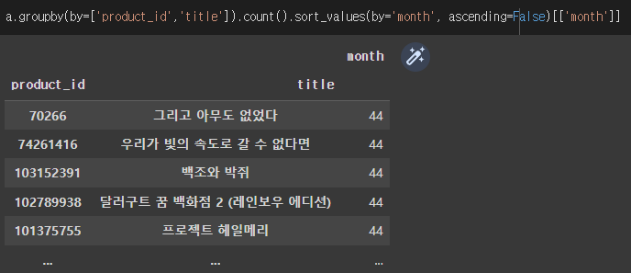 a.groupby(by=['product_id','title']).count().sort_values(by='month', ascending=False)[['month']]
month
product_id title
70266 그리고 아무도 없었다 44
74261416 우리가 빛의 속도로 갈 수 없다면 44
103152391 백조와 박쥐 44
102789938 달러구트 꿈 백화점 2 (레인보우 에디션) 44
101375755 프로젝트 헤일메리 44
... ... ...